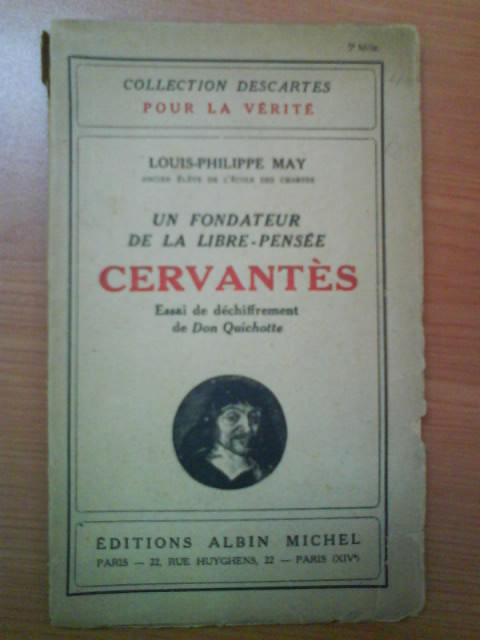 COLLECTION DESCARTES
POUR LA VÉRITÉ
LOUIS-PHILIPPE MAY
ANCIEN ÉLÈVE DE L'ÉCOLE DES CHARTES
UN FONDATEUR
DE LA LIBRE-PENSÉE
CERVANTÈS
Essai de déchiffrement
de Don Quichotte
ÉDITIONS ALBIN MICHEL
PARIS — 22, RUE HUYGHENS, 22 — PARIS (XIVᵉ)